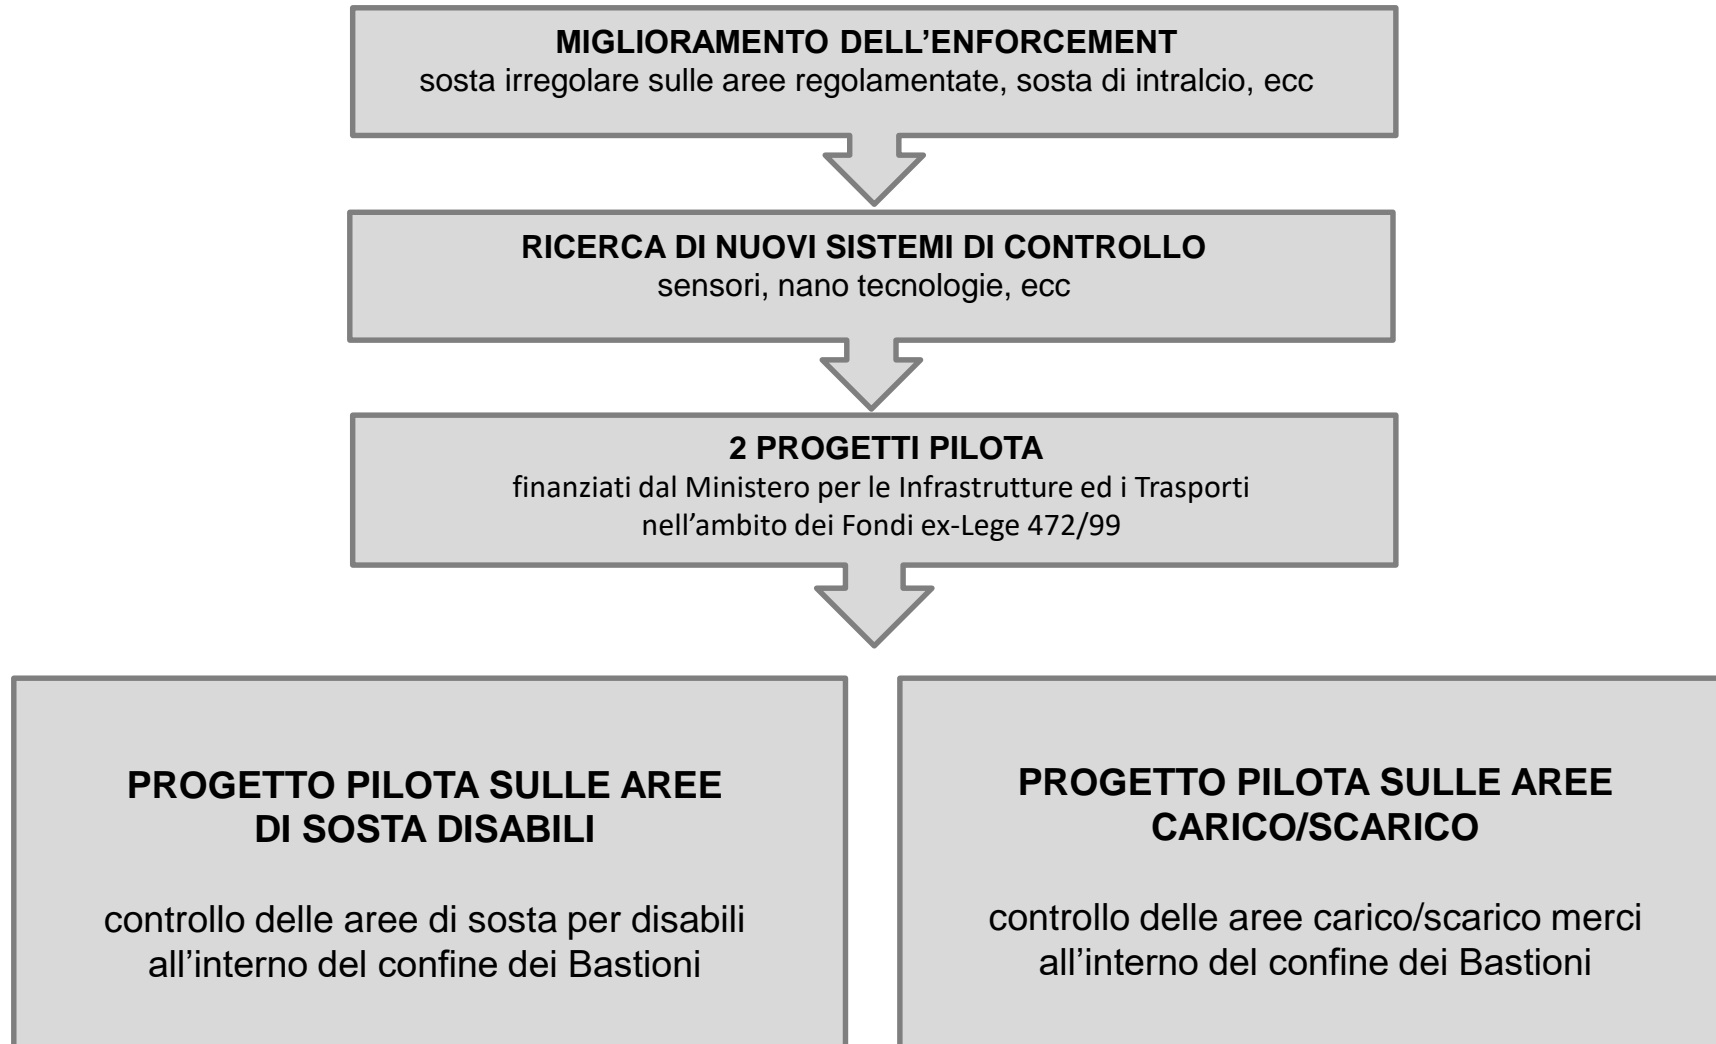 MIGLIORAMENTO DELL’ENFORCEMENT
sosta irregolare sulle aree regolamentate, sosta di intralcio, ecc
RICERCA DI NUOVI SISTEMI DI CONTROLLO
sensori, nano tecnologie, ecc
2 PROGETTI PILOTA
finanziati dal Ministero per le Infrastrutture ed i Trasporti
nell’ambito dei Fondi ex-Lege 472/99
PROGETTO PILOTA SULLE AREE
DI SOSTA DISABILI
controllo delle aree di sosta per disabili
all’interno del confine dei Bastioni
PROGETTO PILOTA SULLE AREE
CARICO/SCARICO
controllo delle aree carico/scarico merci
all’interno del confine dei Bastioni